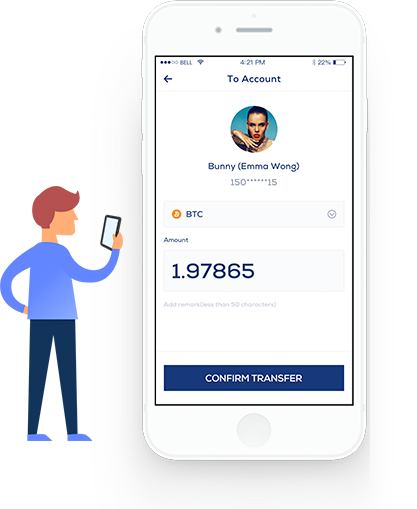 BELL 4:21 PM 22%
To Account
Bunny (Emma Wong)
150******15
BTC
Amount
1.97865
Add remark(less than 50 characters)
CONFIRM TRANSFER